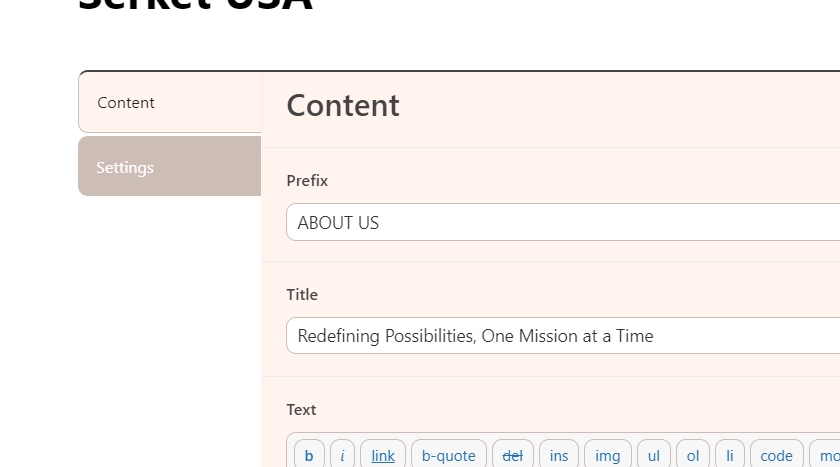 Serket USA
Content
Settings
Content
Prefix
ABOUT US
Title
Redefining Possibilities, One Mission at a Time
Text
b i link b-quote del ins img ul ol li code